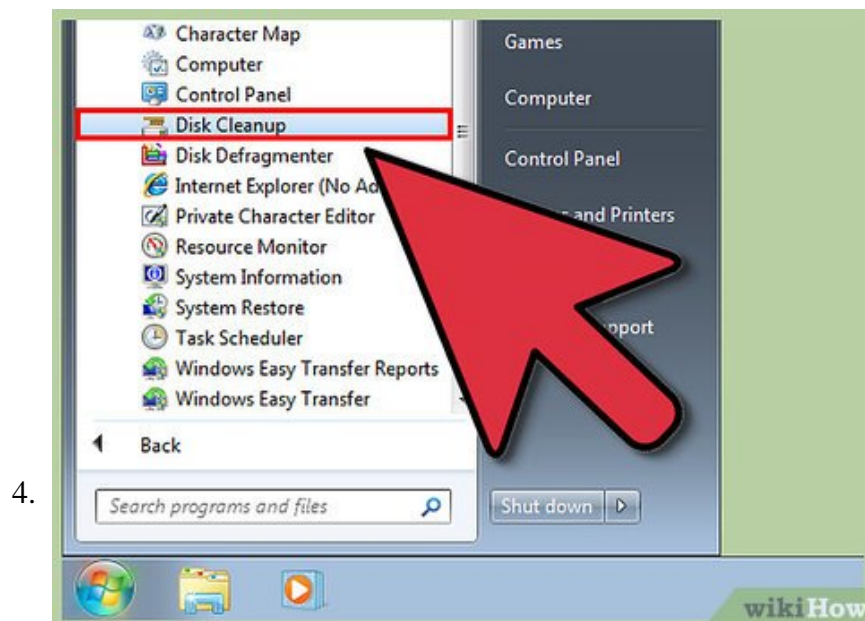 Character Map
Computer
Control Panel
Disk Cleanup
Disk Defragmenter
Internet Explorer (No Ad
Private Character Editor
Resource Monitor
System Information
System Restore
Task Scheduler
Windows Easy Transfer Reports
Windows Easy Transfer
Back
Search programs and files
Games
Computer
Control Panel
and Printers
pport
Shut down
4.
wikiHow